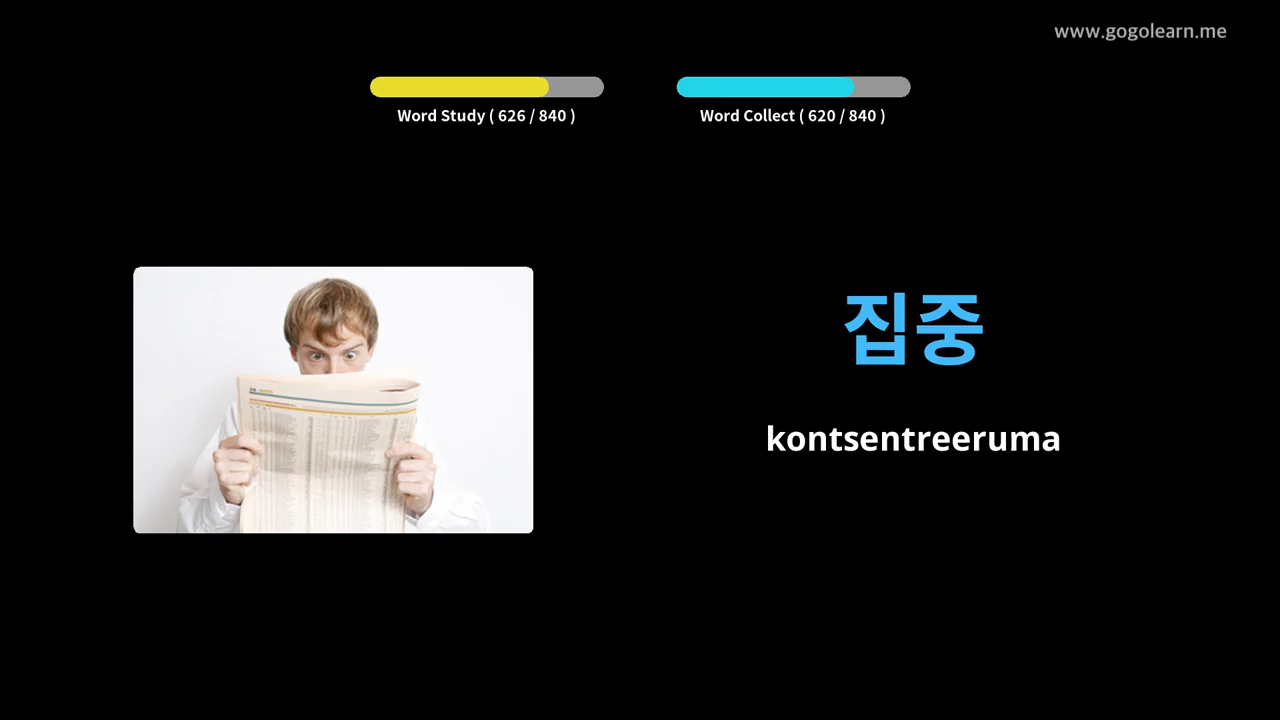 www.gogolearn.me
Word Study ( 626 / 840 )
Word Collect ( 620 / 840 )
집중
kontsentreeruma